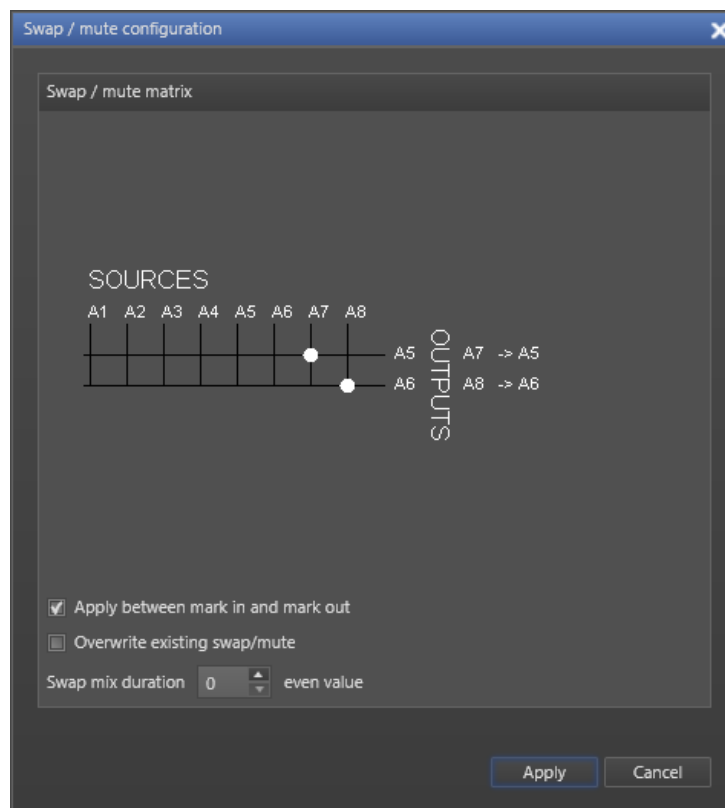 Swap / mute configuration
Swap / mute matrix
SOURCES
A1 A2 A3 A4 A5 A6 A7 A8
A5 A7 -> A5
A6 A8 -> A6
OUTPUTS
Apply between mark in and mark out
Overwrite existing swap/mute
Swap mix duration 0 even value
Apply Cancel